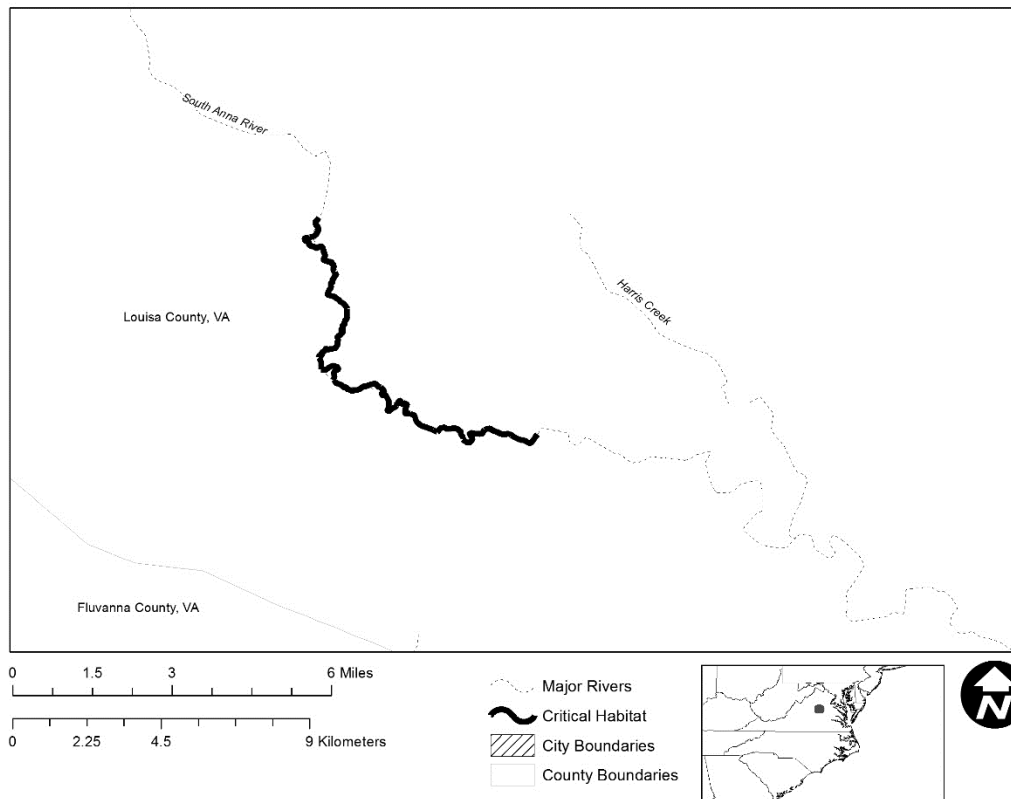 South Anna River
Harris Creek
Louisa County, VA
Fluvanna County, VA
0 1.5 3 6 Miles
0 2.25 4.5 9 Kilometers
Major Rivers
Critical Habitat
City Boundaries
County Boundaries
N